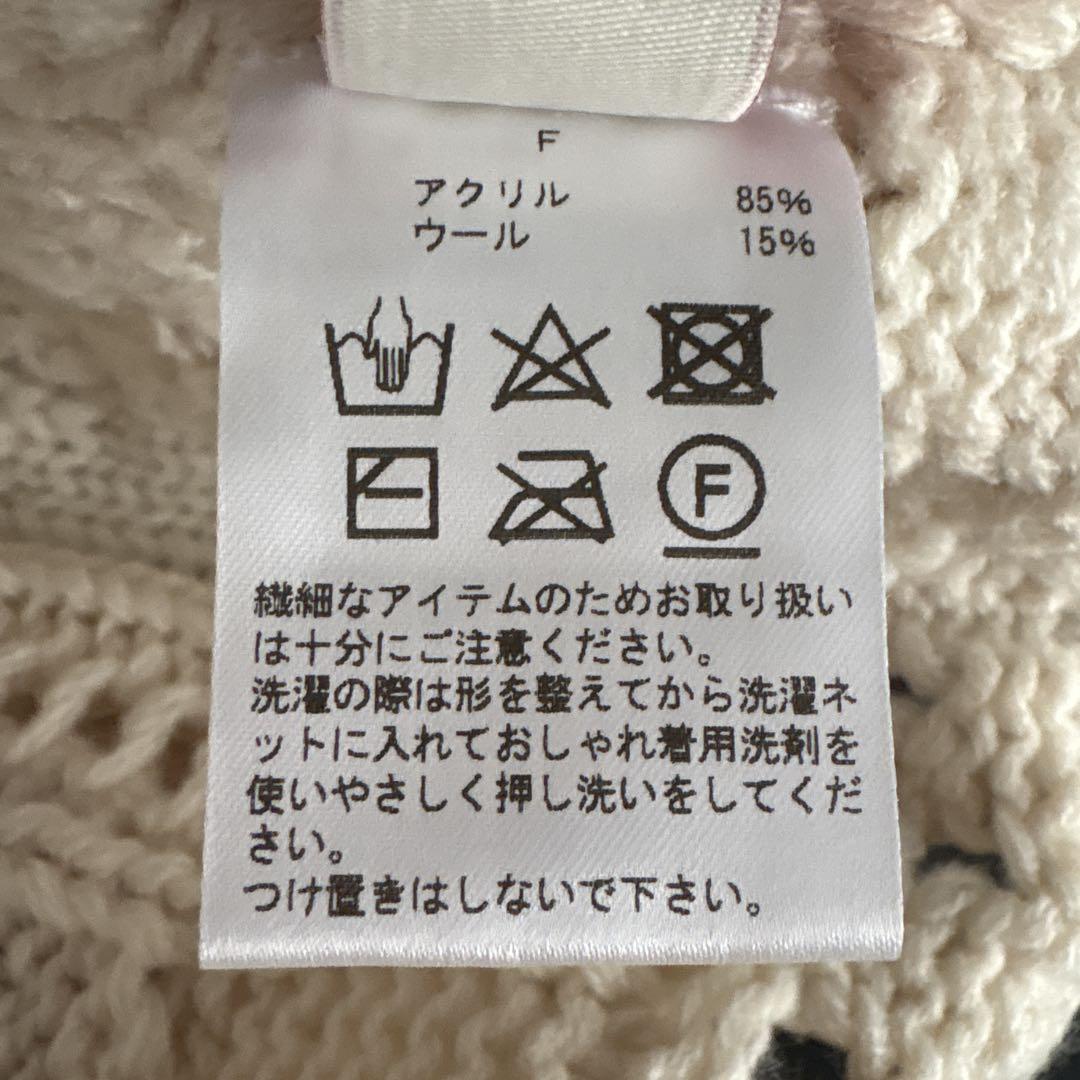 F
アクリル 85%
ウール 15%
F
繊細なアイテムのためお取り扱い
は十分にご注意ください。
洗濯の際は形を整えてから洗濯ネ
ットに入れておしゃれ着用洗剤を
使いやさしく押し洗いをしてくだ
さい。
つけ置きはしないで下さい。